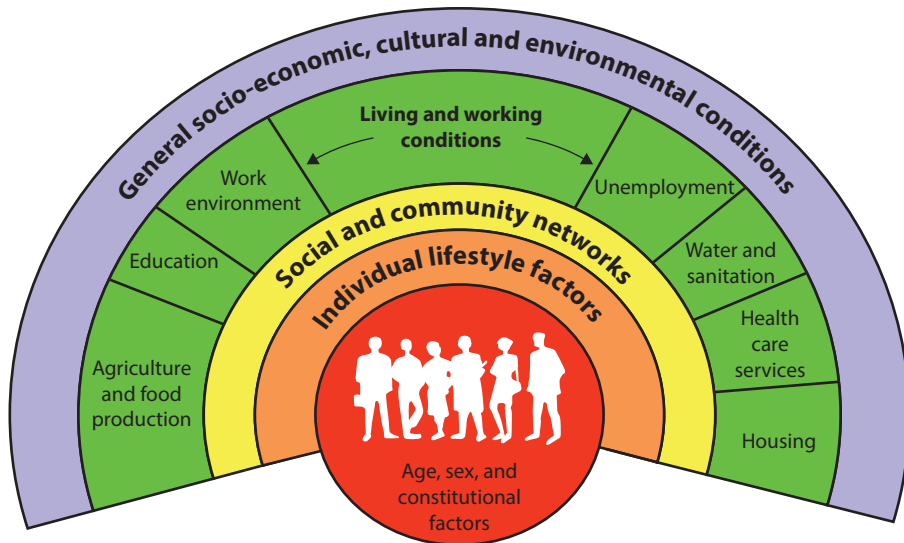 General socio-economic, cultural and environmental conditions
Living and working
conditions
Work
environment
Unemployment
Education
Water and
sanitation
Agriculture
and food
production
Health
care
services
Housing
Social and community networks
Individual lifestyle factors
Age, sex, and
constitutional
factors